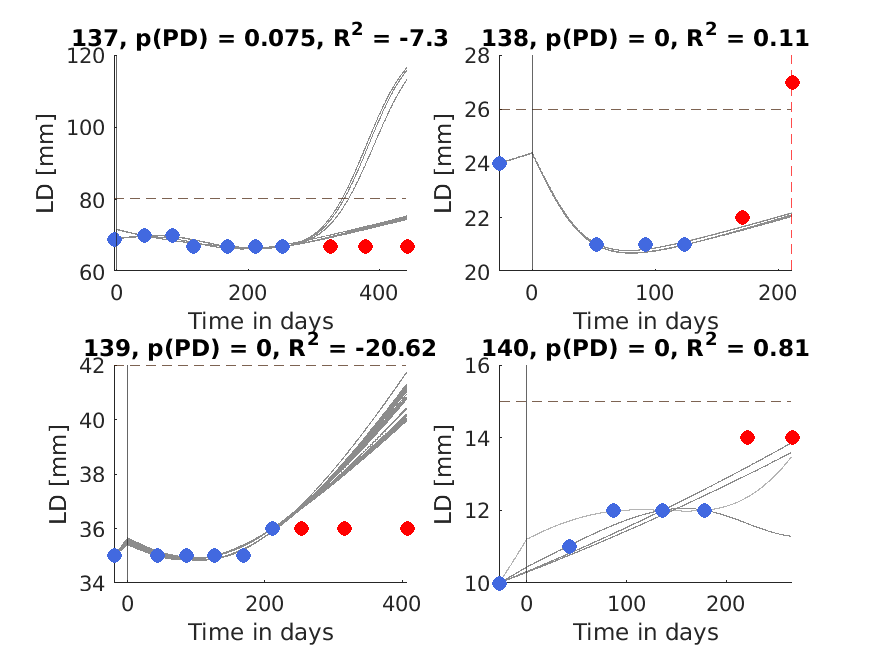 137, p(PD) = 0.075, R² = -7.3
120
100
80
60
LD [mm]
0
200
400
Time in days
138, p(PD) = 0, R² = 0.11
28
26
24
22
20
LD [mm]
0
100
200
Time in days
139, p(PD) = 0, R² = -20.62
42
40
38
36
34
LD [mm]
0
200
400
Time in days
140, p(PD) = 0, R² = 0.81
16
14
12
10
LD [mm]
0
100
200
Time in days